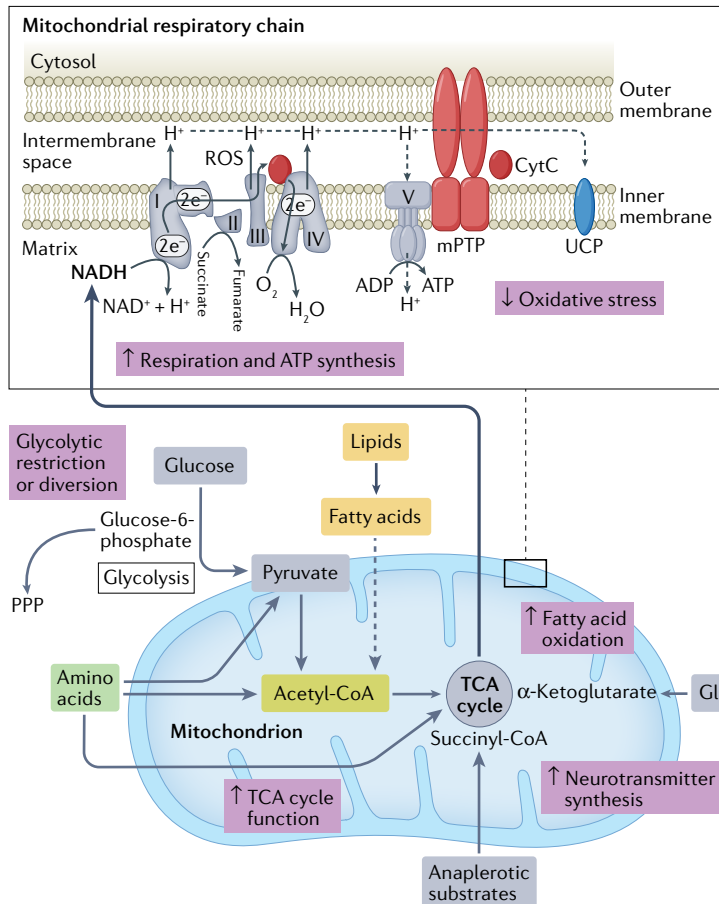 Mitochondrial respiratory chain
Cytosol
Outer
membrane
Intermembrane
space
H⁺
H⁺
H⁺
H⁺
ROS
CytC
I
2e⁻
II
III
2e⁻
IV
V
Inner
membrane
Matrix
2e⁻
mPTP
UCP
NADH
NAD⁺ + H⁺
Succinate
Fumarate
O₂
H₂O
ADP
ATP
H⁺
↓ Oxidative stress
↑ Respiration and ATP synthesis
Glycolytic
restriction
or diversion
Glucose
Lipids
Fatty acids
Glucose-6-
phosphate
Glycolysis
Pyruvate
PPP
↑ Fatty acid
oxidation
Amino
acids
Acetyl-CoA
TCA
cycle
α-Ketoglutarate
Gl
Mitochondrion
Succinyl-CoA
↑ TCA cycle
function
↑ Neurotransmitter
synthesis
Anaplerotic
substrates